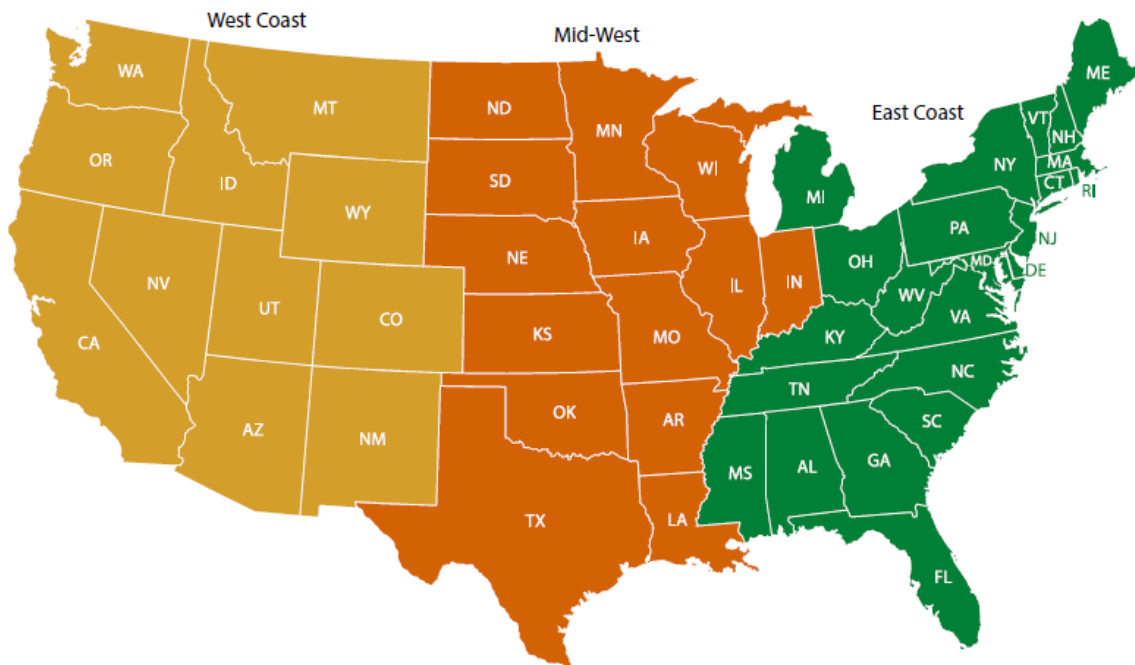 West Coast
Mid-West
East Coast
WA
MT
ND
MN
ME
VT
NH
OR
ID
SD
WI
NY
MA
CT
RI
WY
MI
IA
PA
NJ
NE
OH
MD
DE
NV
UT
CO
IL
IN
WV
VA
CA
KS
MO
KY
NC
TN
AZ
NM
OK
AR
SC
MS
AL
GA
TX
LA
FL